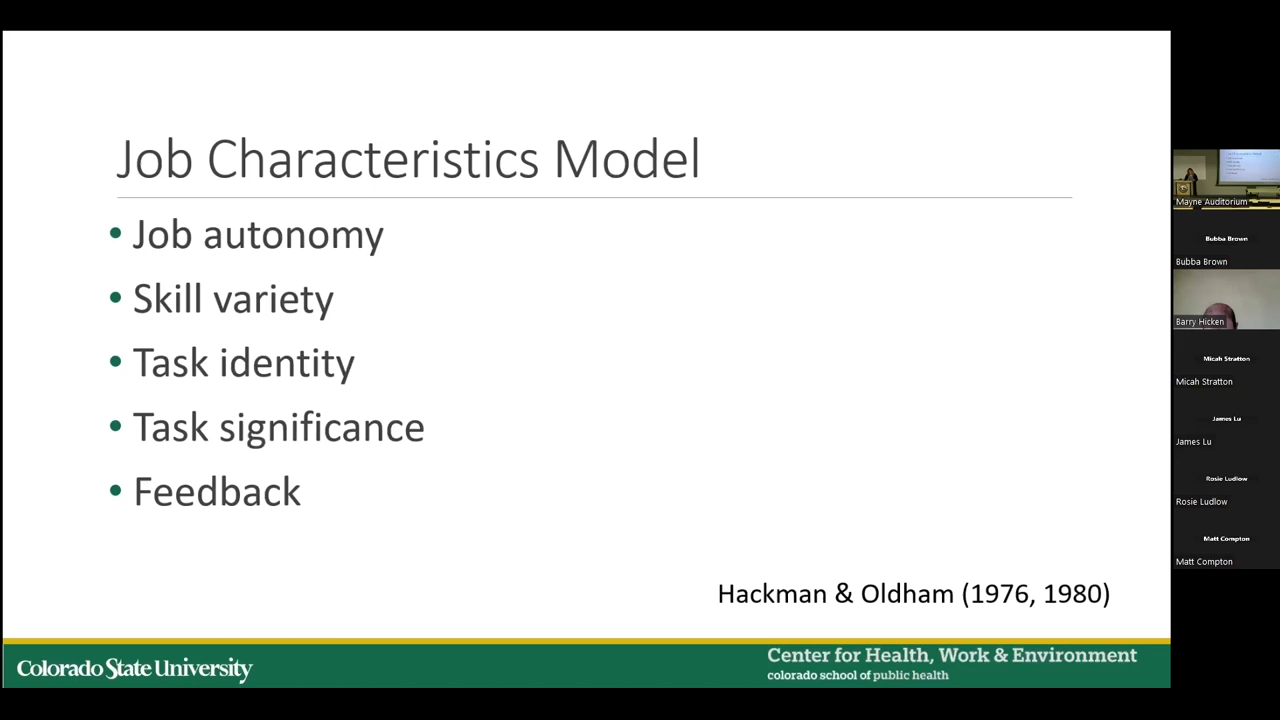 Job Characteristics Model
• Job autonomy
• Skill variety
• Task identity
• Task significance
• Feedback
Hackman & Oldham (1976, 1980)
Colorado State University
Center for Health, Work & Environment
colorado school of public health
Mayne Auditorium
Bubba Brown
Bubba Brown
Barry Hicken
Micah Stratton
Micah Stratton
James Lu
James Lu
Rosie Ludlow
Rosie Ludlow
Matt Compton
Matt Compton